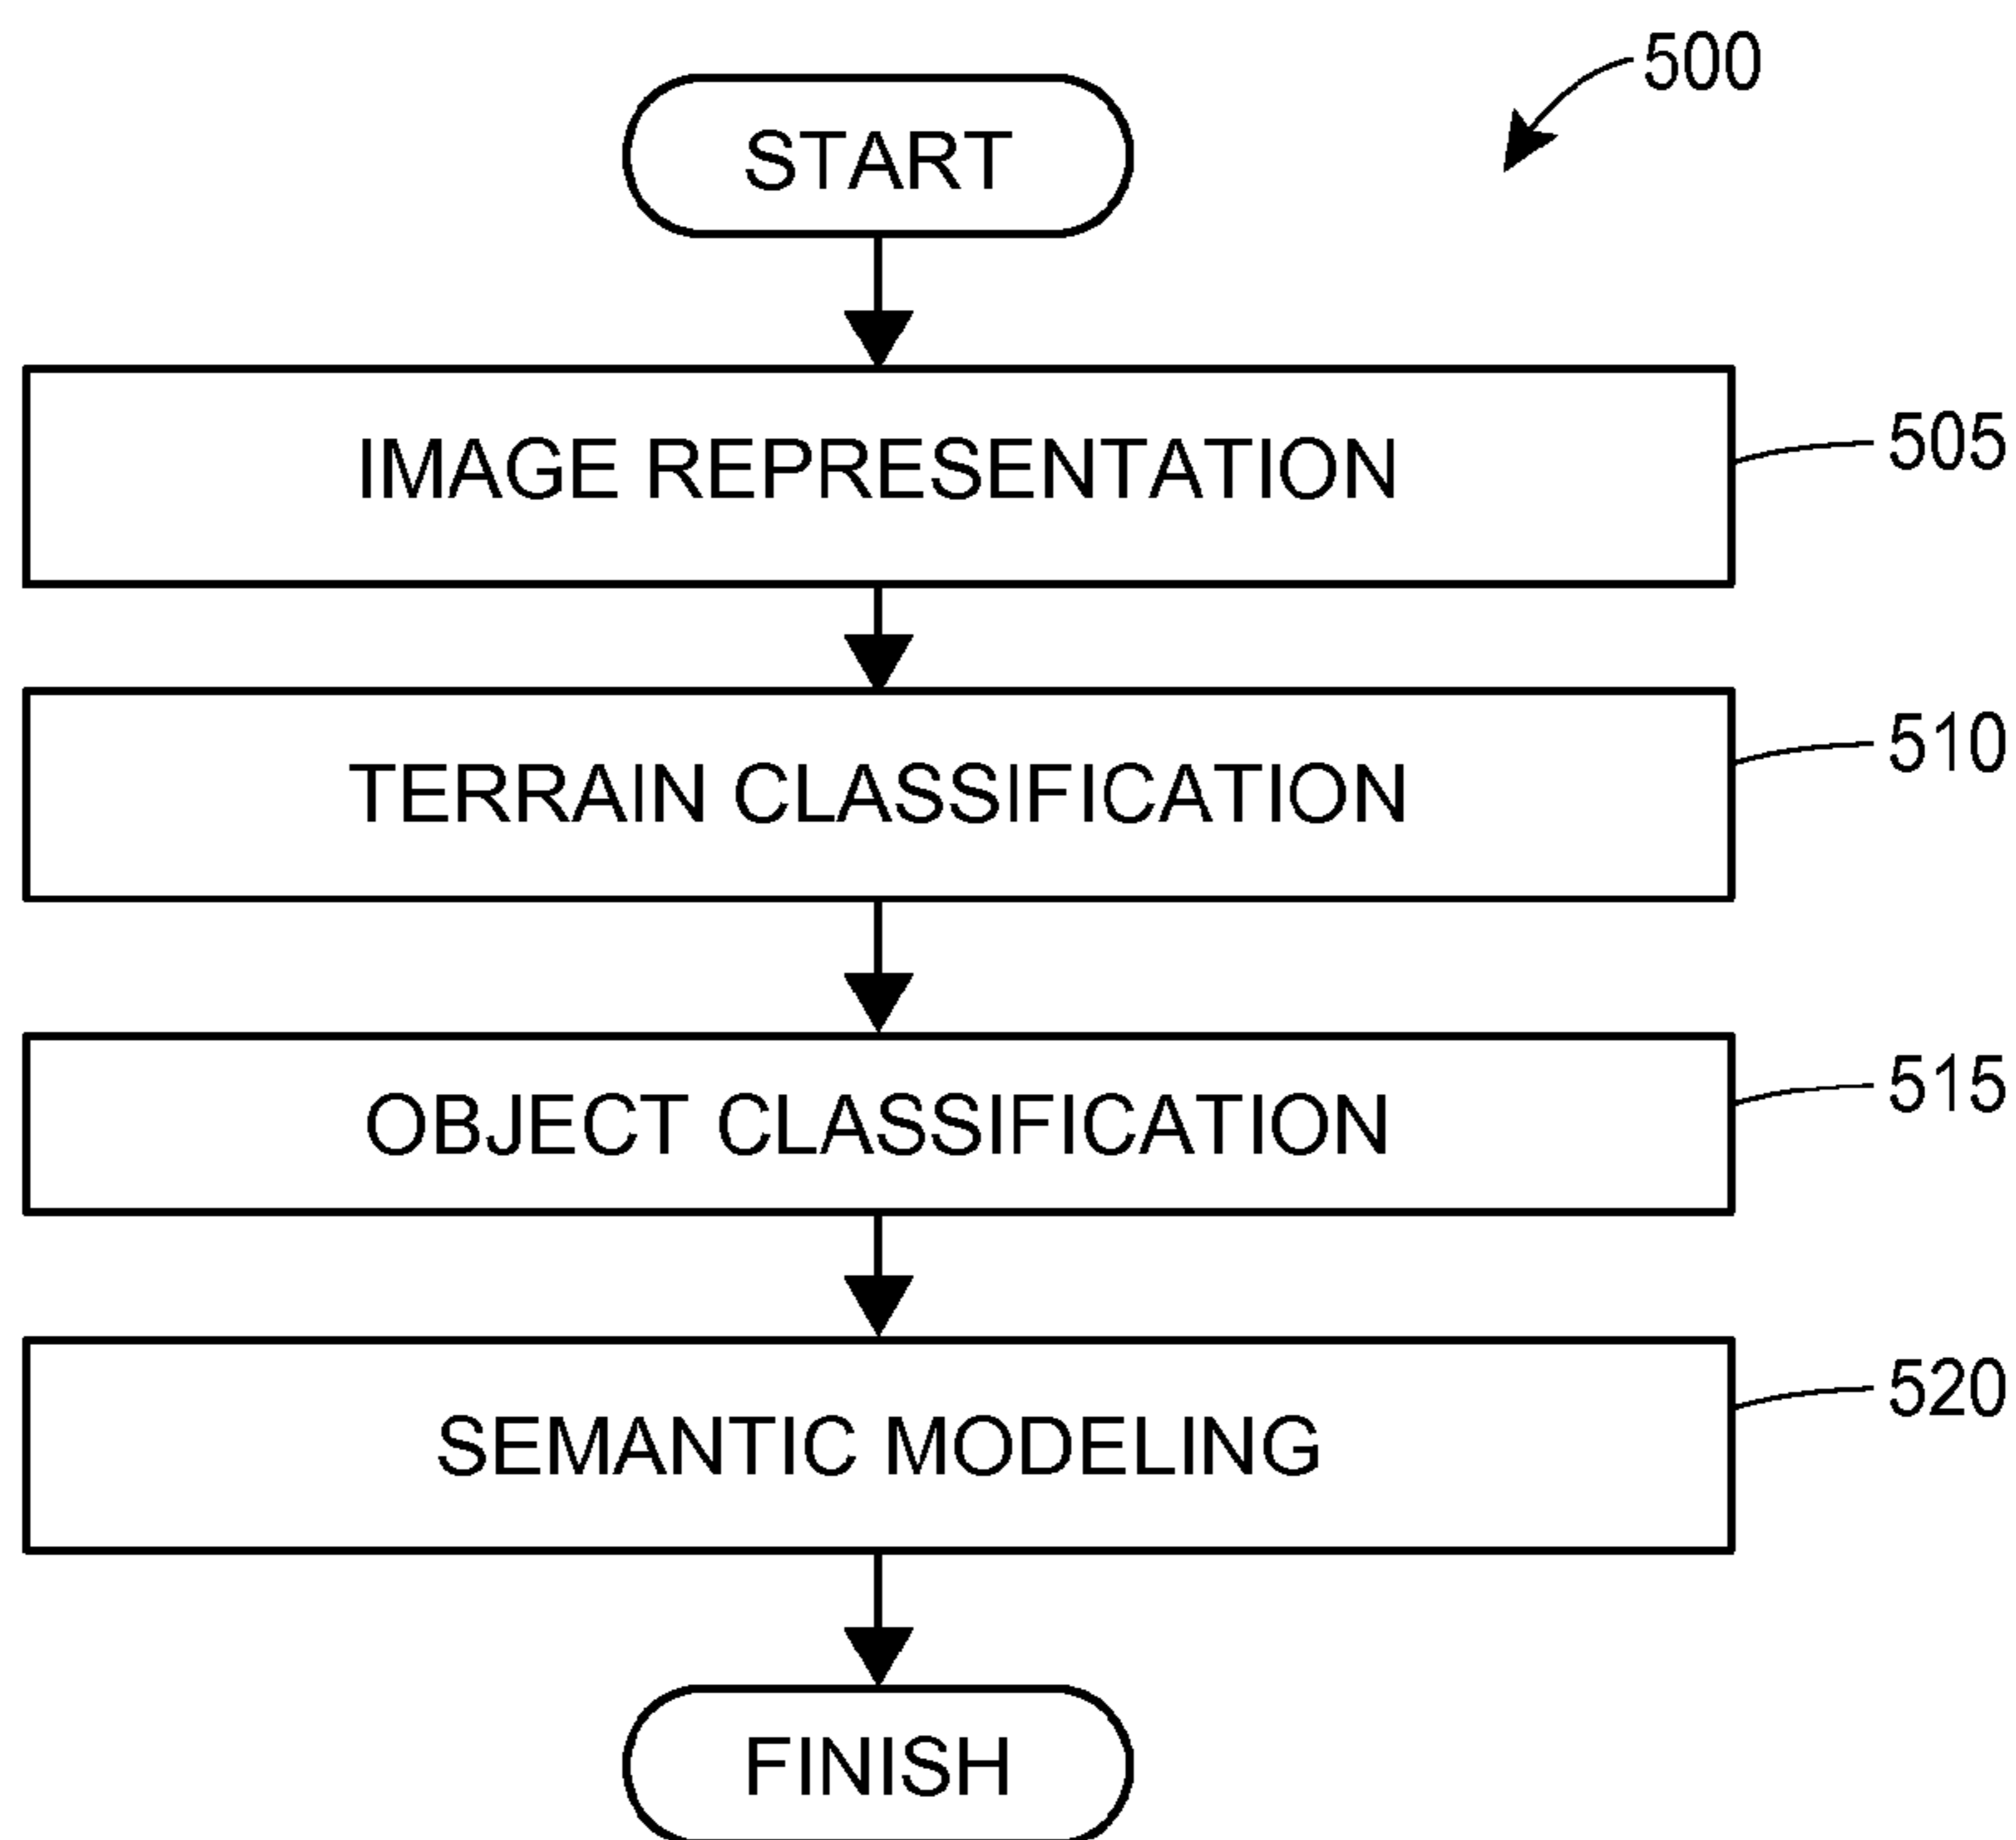 500
START
IMAGE REPRESENTATION
505
TERRAIN CLASSIFICATION
510
OBJECT CLASSIFICATION
515
SEMANTIC MODELING
520
FINISH